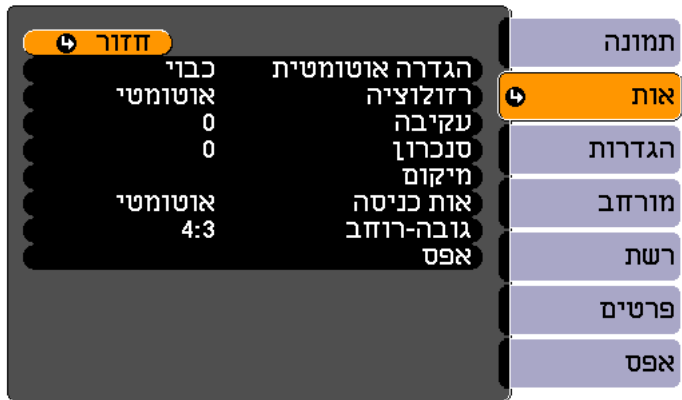 תמונה
אות
הגדרות
מורחב
רשת
פרטים
אפס
חזור
הגדרה אוטומטית כבוי
רזולוציה אוטומטי
עקיבה 0
סנכרון 0
מיקום
אות כניסה אוטומטי
גובה-רוחב 4:3
אפס